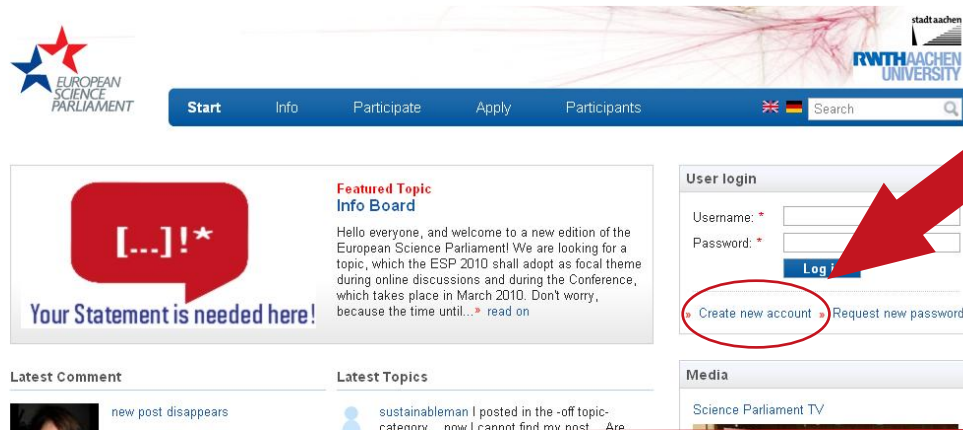 stadt aachen
RWTHAACHEN
UNIVERSITY
EUROPEAN
SCIENCE
PARLIAMENT
Start Info Participate Apply Participants Search
[...]!*
Your Statement is needed here!
Featured Topic
Info Board
Hello everyone, and welcome to a new edition of the
European Science Parliament! We are looking for a
topic, which the ESP 2010 shall adopt as focal theme
during online discussions and during the Conference,
which takes place in March 2010. Don't worry,
because the time until...» read on
User login
Username: *
Password: *
Log i
» Create new account » Request new password
Latest Comment
new post disappears
Latest Topics
sustainableman I posted in the -off topic-
category... now I cannot find my post... Are
Media
Science Parliament TV